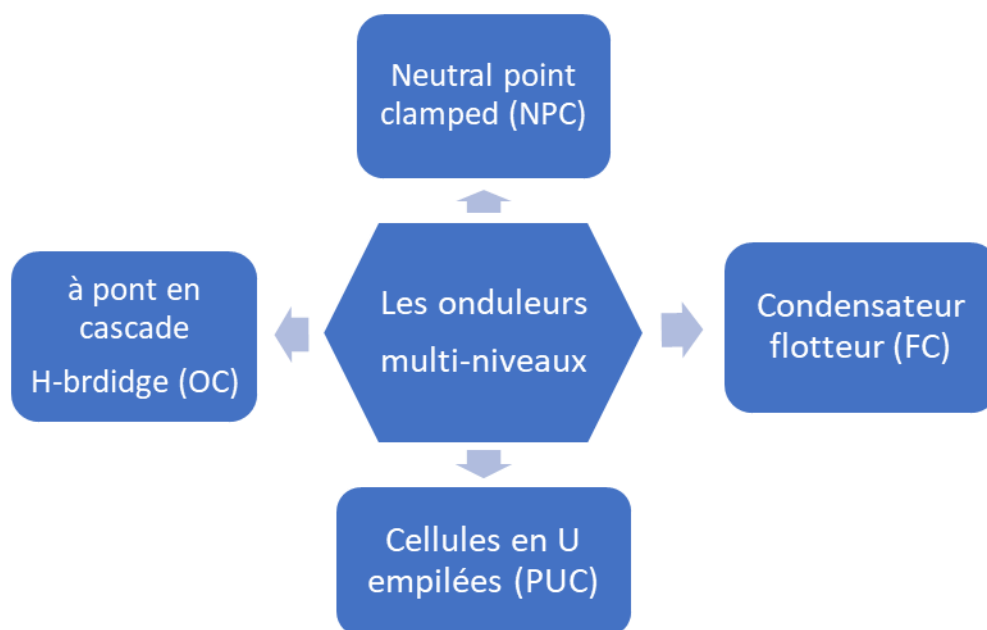 Neutral point
clamped (NPC)
à pont en
cascade
H-brdidge (OC)
Les onduleurs
multi-niveaux
Condensateur
flotteur (FC)
Cellules en U
empilées (PUC)